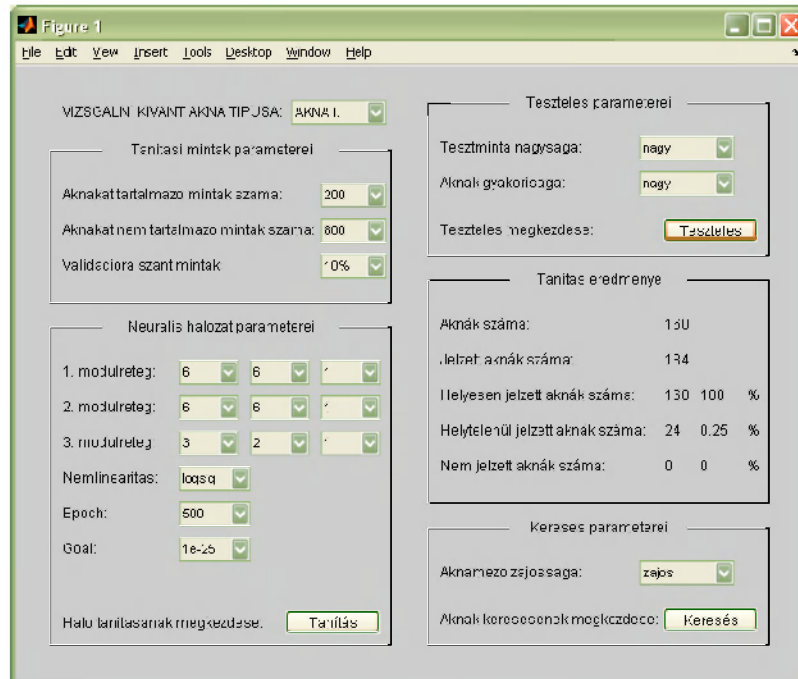 Figure 1
File Edit View Insert Tools Desktop Window Help
VIZSGALNI KIVANT AKNA TIPUSA: AKNA I.
Tanitasi mintak parameterei
Aknakat tartalmazo mintak szama: 200
Aknakat nem tartalmazo mintak szama: 800
Validaciora szant mintak 10%
Neuralis halozat parameterei
1. modulreteg: 6 6 1
2. modulreteg: 6 6 1
3. modulreteg 3 2 1
Nemlinearitas: logsig
Epoch: 500
Goal: 1e-25
Halo tanitasanak megkezdese: Tanítás
Teszteles parameterei
Tesztminta nagysaga: nagy
Aknak gyakorisaga: nagy
Teszteles megkezdese: Teszteles
Tanitas eredmenye
Aknák száma:
Jelzett aknák száma:
Helyesen jelzett aknák száma: 100 %
Helytelenül jelzett aknák száma: 24 0.25 %
Nem jelzett aknák száma: 0 0 %
Kereses parameterei
Aknamezo zajossaga: zajos
Aknak keresesenek megkezdese: Keresés